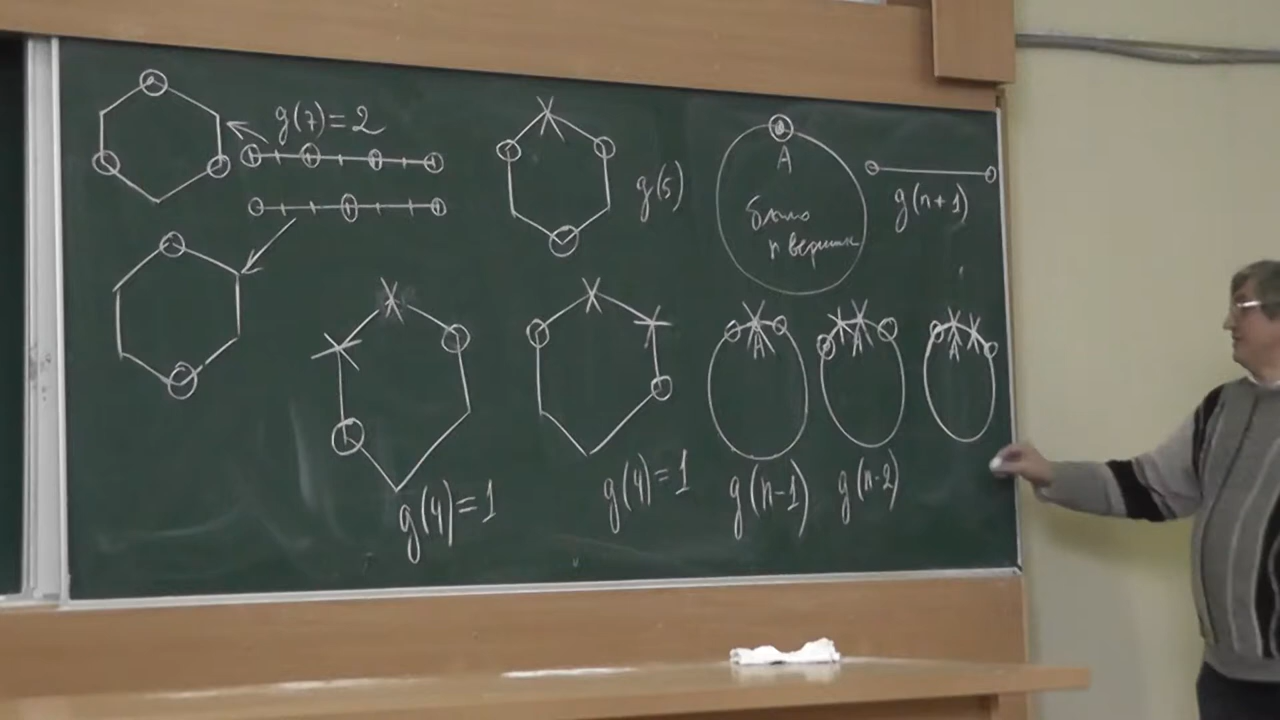 g(7)=2
g(5)
A
g(n+1)
было
n вершин
A
A
A
g(4)=1
g(4)=1
g(n-1)
g(n-2)